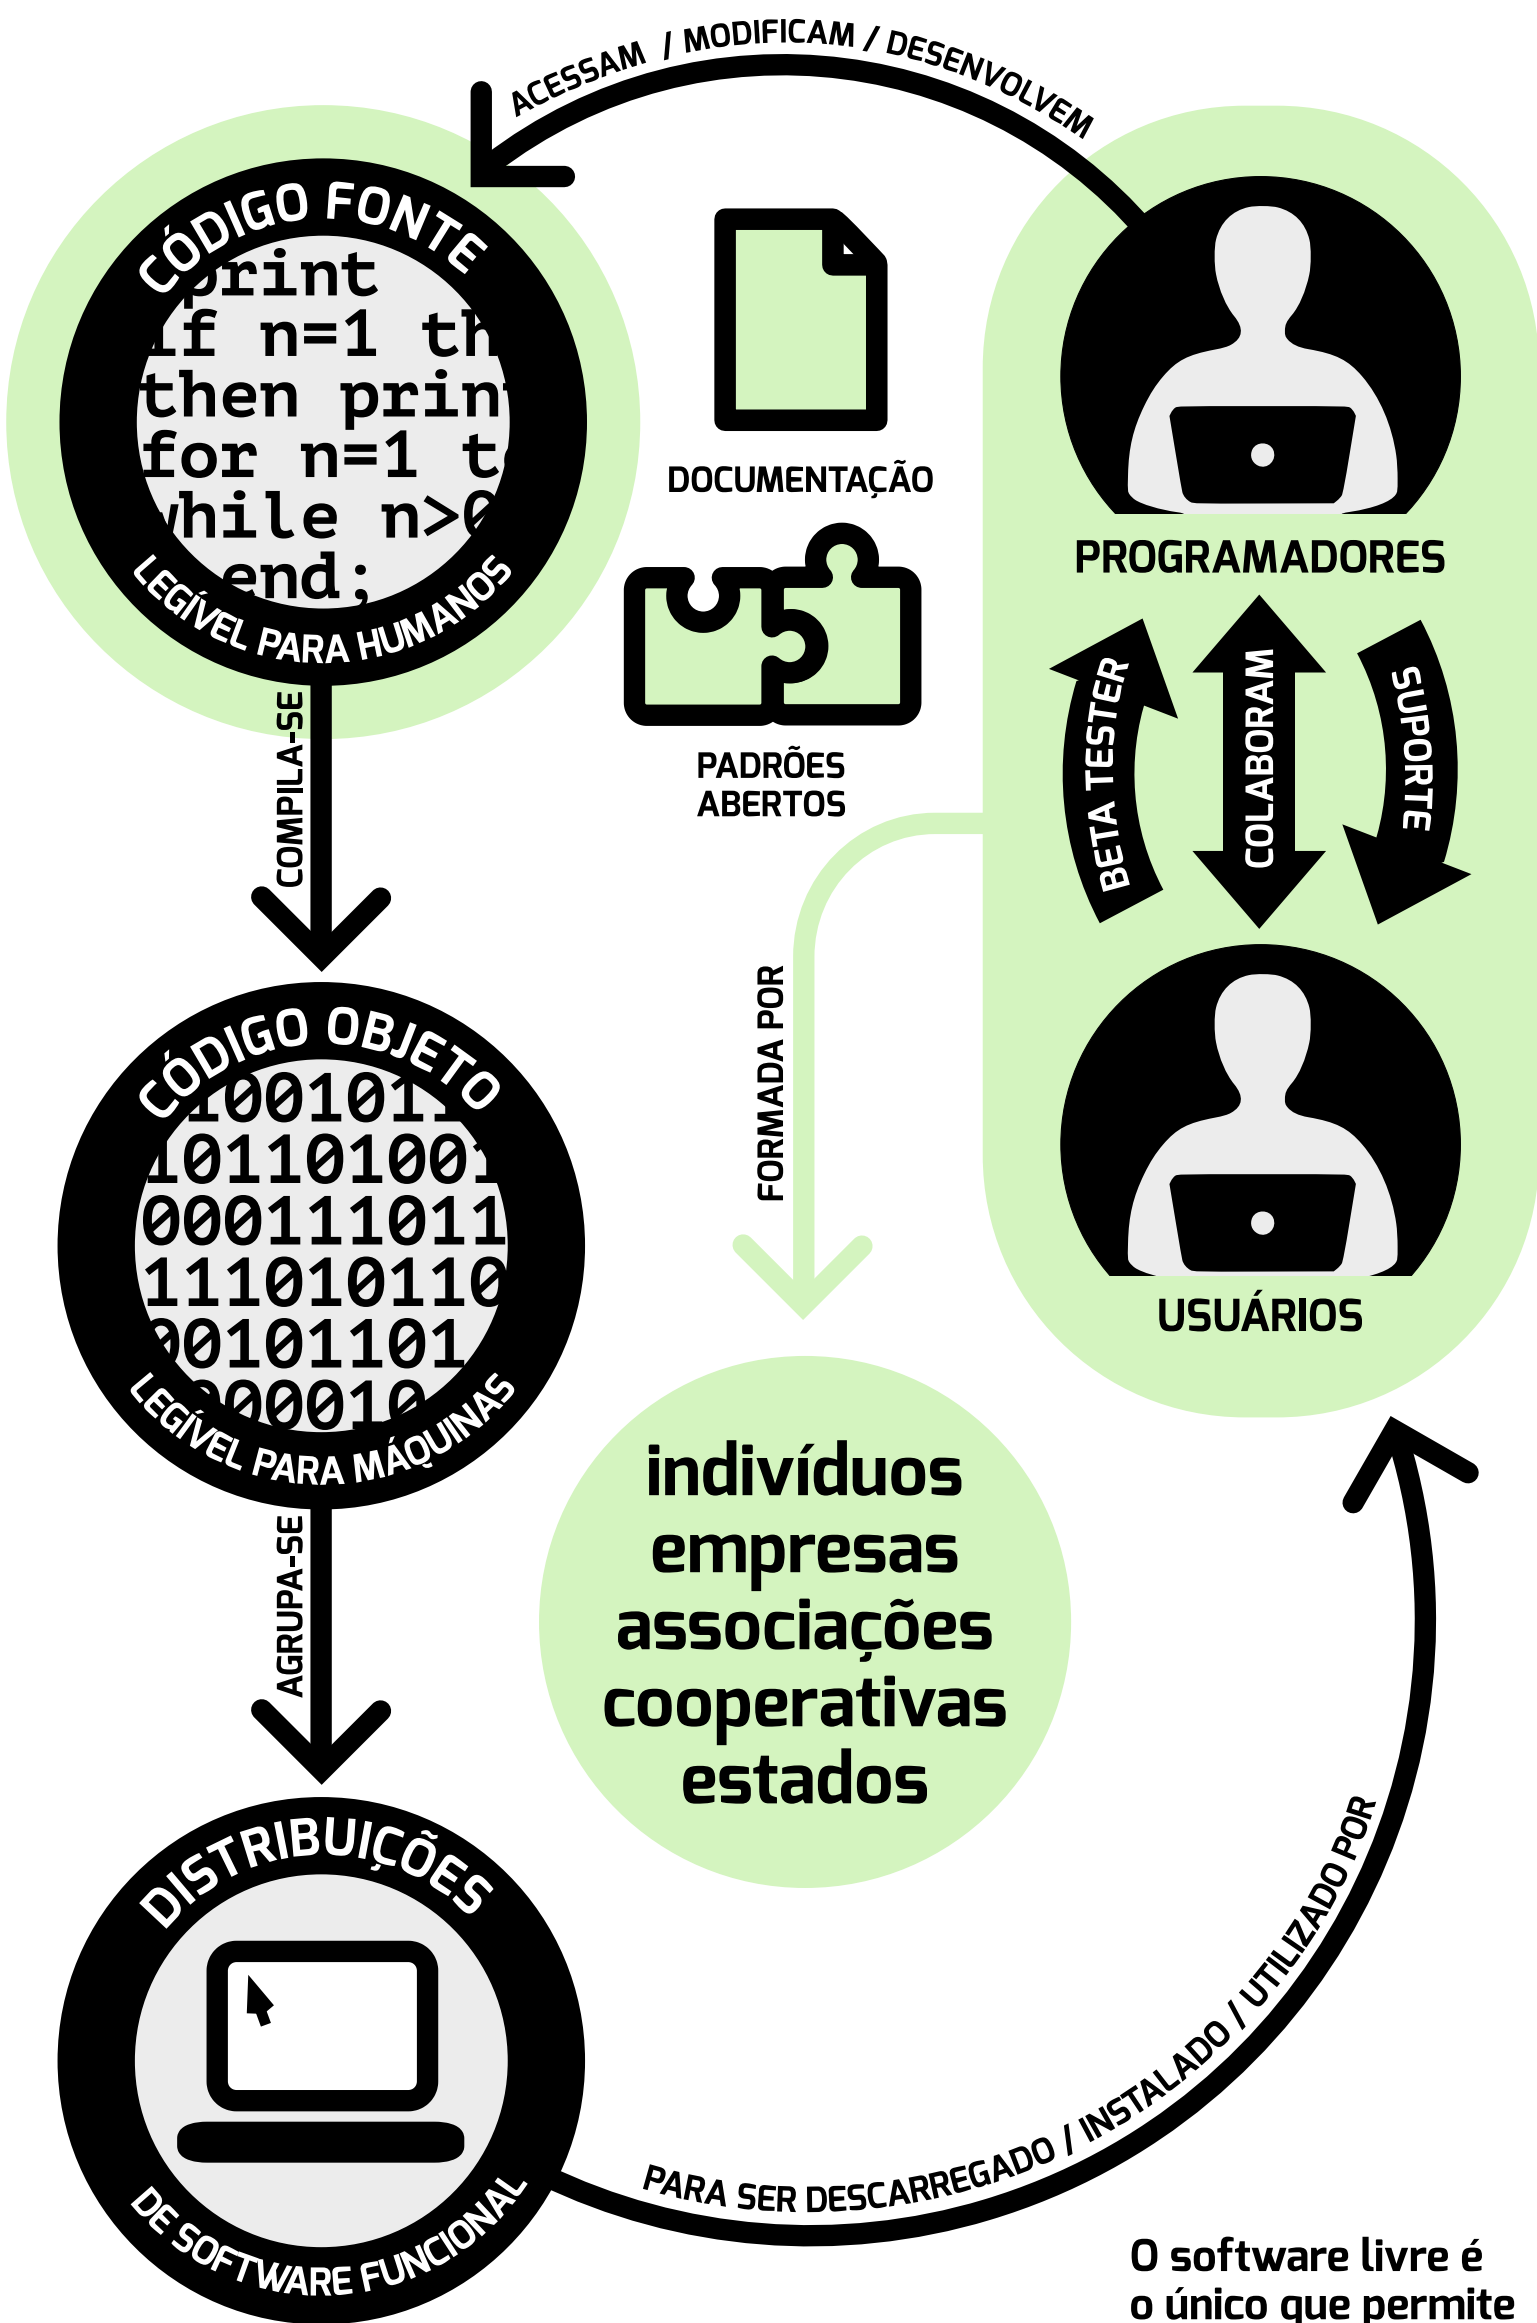 ACESSAM / MODIFICAM / DESENVOLVEM
CÓDIGO FONTE
print
if n=1 th
then print
for n=1 to
while n>0
end;
LEGÍVEL PARA HUMANOS
DOCUMENTAÇÃO
PADRÕES
ABERTOS
PROGRAMADORES
BETA TESTER
COLABORAM
SUPORTE
USUÁRIOS
COMPILA-SE
CÓDIGO OBJETO
1001011
101101001
000111011
111010110
00101101
000010
LEGÍVEL PARA MÁQUINAS
FORMADA POR
indivíduos
empresas
associações
cooperativas
estados
AGRUPA-SE
DISTRIBUIÇÕES
DE SOFTWARE FUNCIONAL
PARA SER DESCARREGADO / INSTALADO / UTILIZADO POR
O software livre é
o único que permite